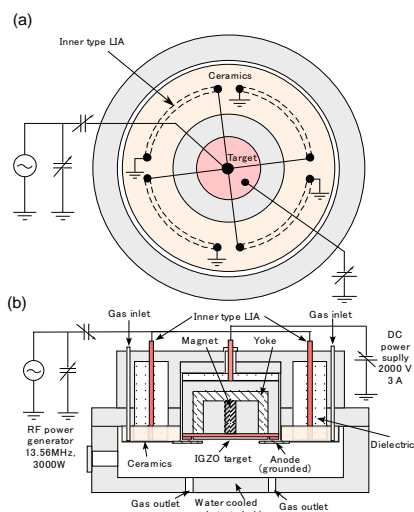 (a)
Inner type LIA
Ceramics
Target
(b)
Gas inlet
Inner type LIA
Gas inlet
Magnet
Yoke
DC
power
suplly
2000 V
3 A
RF power
generator
13.56MHz,
3000W
Ceramics
IGZO target
Anode
(grounded)
Dielectric
Gas outlet
Water cooled
Gas outlet